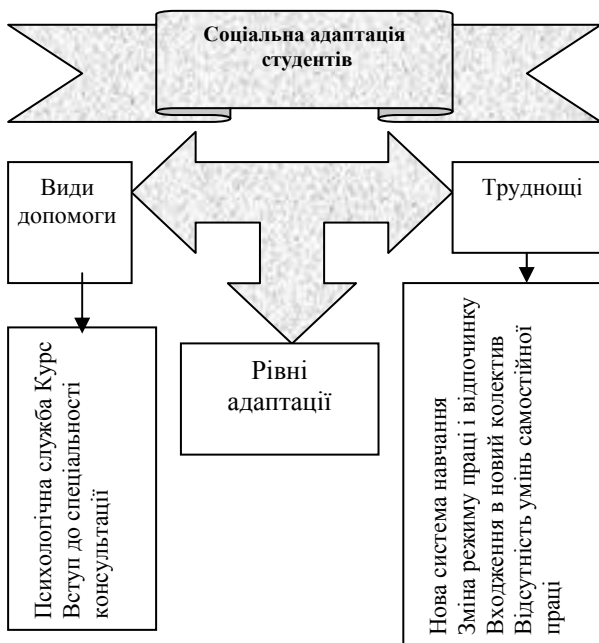 Соціальна адаптація
студентів
Види
допомоги
Труднощі
Рівні
адаптації
Психологічна служба Курс
Вступ до спеціальності
консультації
Нова система навчання
Зміна режиму праці і відпочинку
Входження в новий колектив
Відсутність умінь самостійної
праці